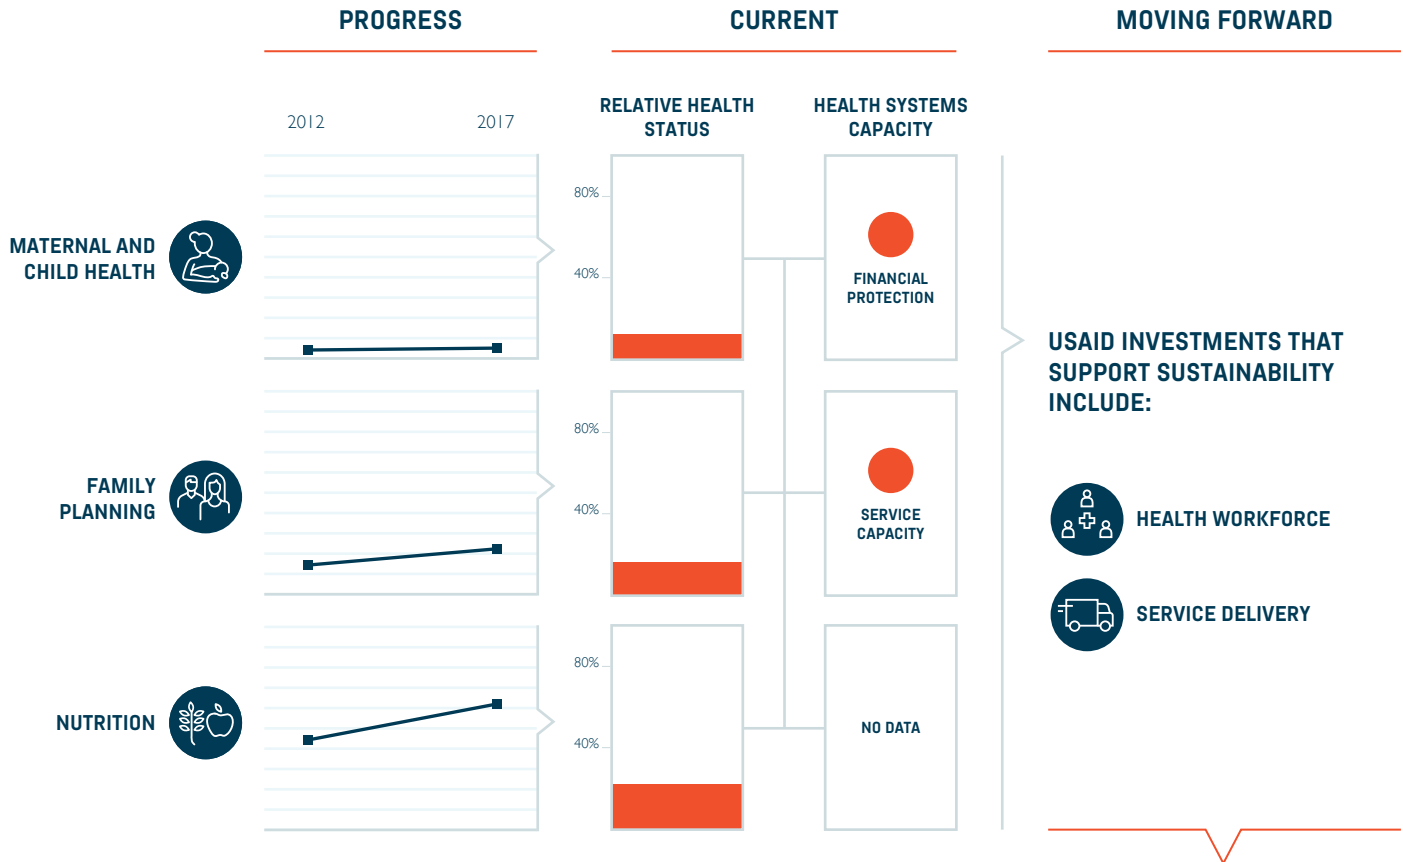 PROGRESS
CURRENT
MOVING FORWARD
2012
2017
RELATIVE HEALTH
STATUS
HEALTH SYSTEMS
CAPACITY
MATERNAL AND
CHILD HEALTH
80%
40%
FINANCIAL
PROTECTION
FAMILY
PLANNING
80%
40%
SERVICE
CAPACITY
NUTRITION
80%
40%
NO DATA
USAID INVESTMENTS THAT
SUPPORT SUSTAINABILITY
INCLUDE:
HEALTH WORKFORCE
SERVICE DELIVERY